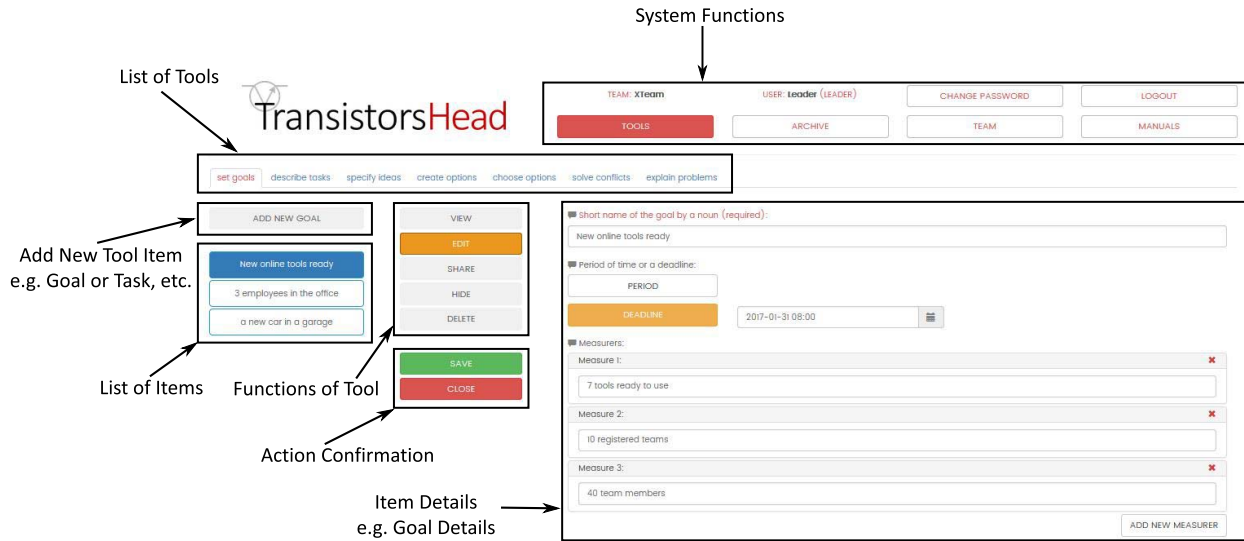 System Functions
List of Tools
TransistorsHead
TEAM: XTeam
USER: Leader (LEADER)
CHANGE PASSWORD
LOGOUT
TOOLS
ARCHIVE
TEAM
MANUALS
set goals describe tasks specify ideas create options choose options solve conflicts explain problems
ADD NEW GOAL
Add New Tool Item
e.g. Goal or Task, etc.
New online tools ready
3 employees in the office
a new car in a garage
List of Items
VIEW
EDIT
SHARE
HIDE
DELETE
Functions of Tool
SAVE
CLOSE
Action Confirmation
Short name of the goal by a noun (required):
New online tools ready
Period of time or a deadline:
PERIOD
DEADLINE
2017-01-31 08:00
Measurers:
Measure 1:
7 tools ready to use
Measure 2:
10 registered teams
Measure 3:
40 team members
ADD NEW MEASURER
Item Details
e.g. Goal Details